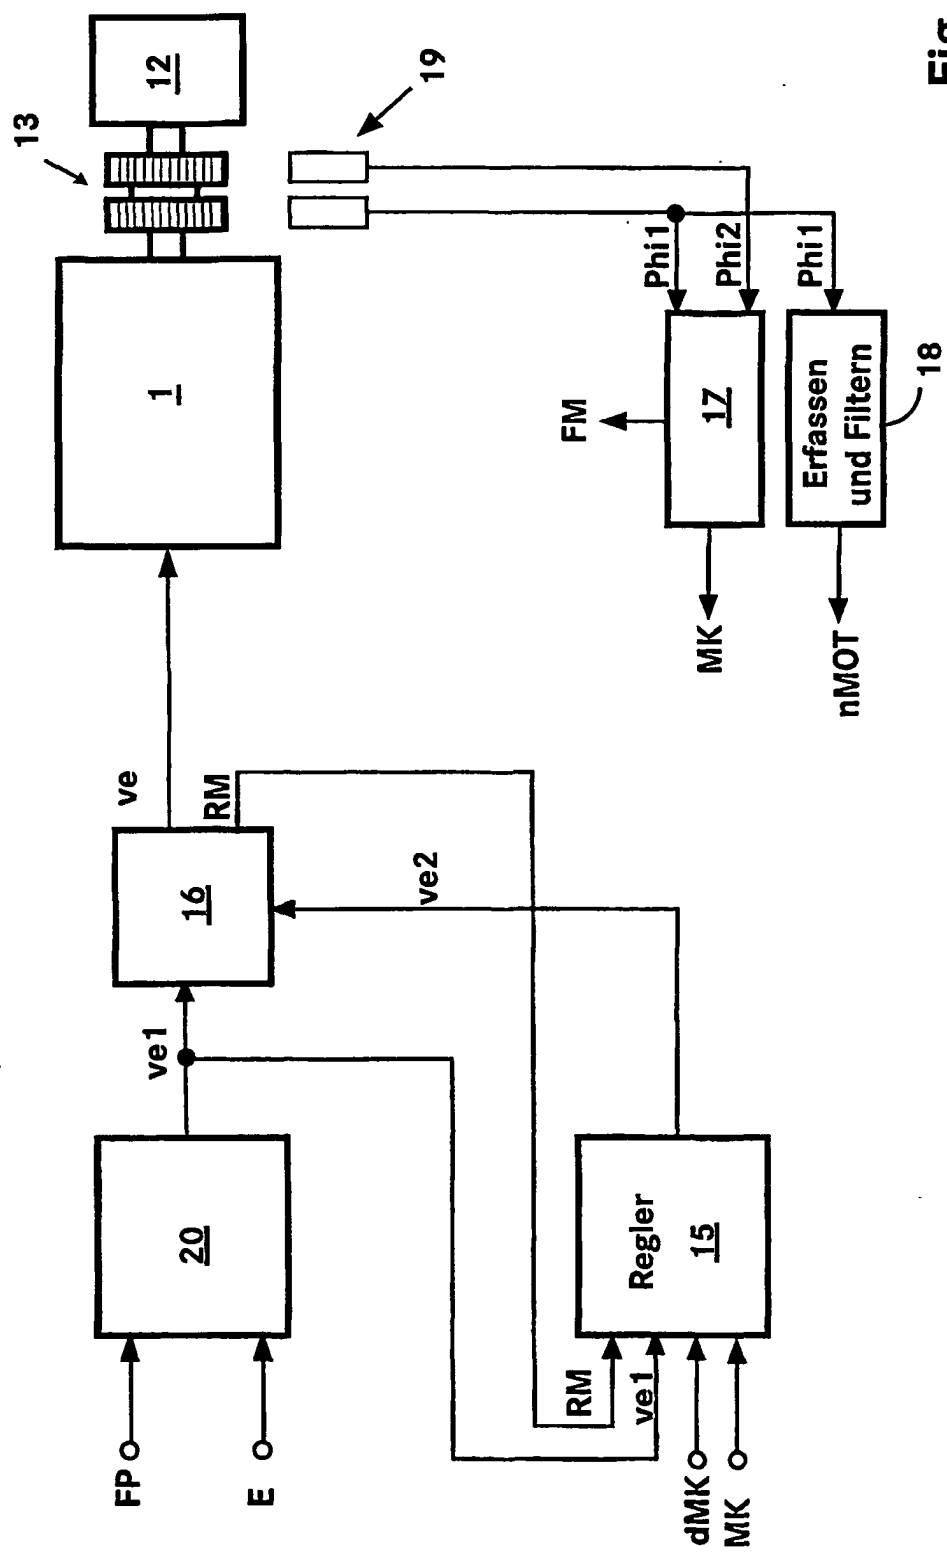 FP
E
20
ve1
16
ve
RM
ve2
1
13
12
19
RM
ve1
dMK
MK
Regler
15
FM
MK
17
Phi1
Phi2
Phi1
Erfassen
und Filtern
18
nMOT
Fig